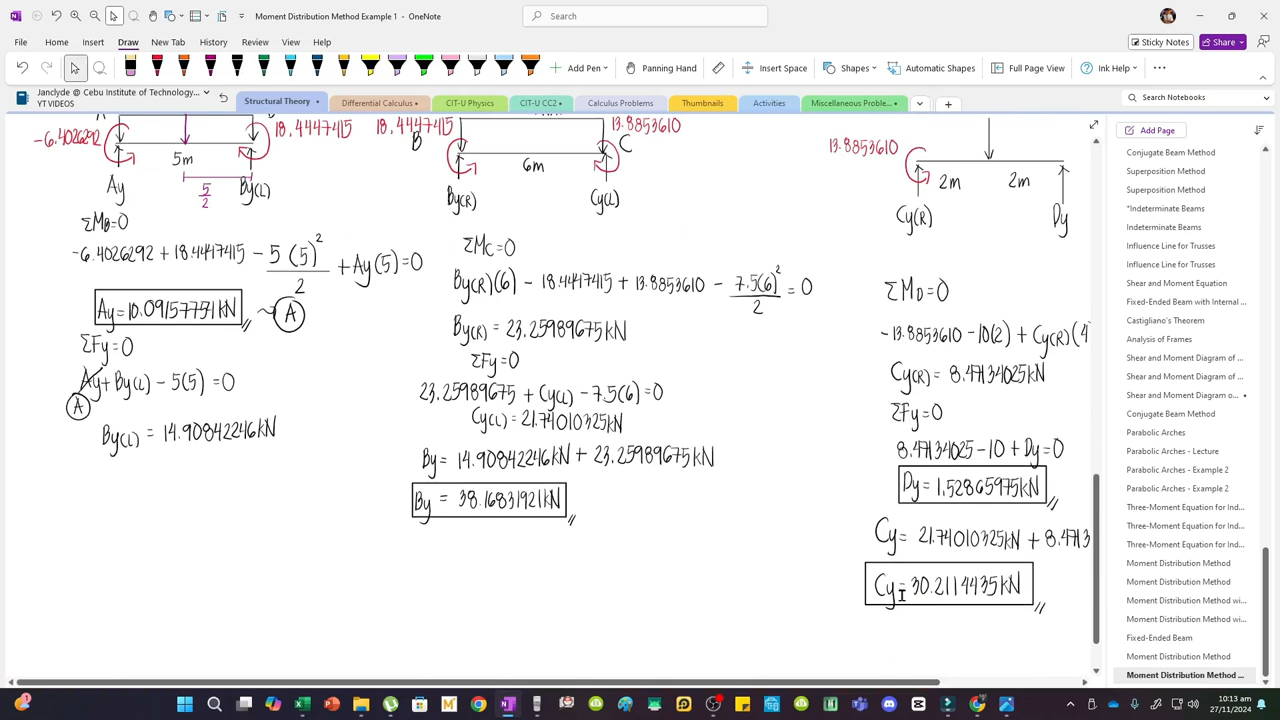 Moment Distribution Method Example 1 - OneNote
Search
File Home Insert Draw New Tab History Review View Help
Sticky Notes
Share
Add Pen
Panning Hand
Insert Space
Shapes
Automatic Shapes
Full Page View
Ink Help
Janclyde @ Cebu Institute of Technology...
YT VIDEOS
Structural Theory
Differential Calculus
CIT-U Physics
CIT-U CC2
Calculus Problems
Thumbnails
Activities
Miscellaneous Proble...
Search Notebooks
Add Page
Conjugate Beam Method
Superposition Method
Superposition Method
*Indeterminate Beams
Indeterminate Beams
Influence Line for Trusses
Influence Line for Trusses
Shear and Moment Equation
Fixed-Ended Beam with Internal ...
Castigliano's Theorem
Analysis of Frames
Shear and Moment Diagram of ...
Shear and Moment Diagram of ...
Shear and Moment Diagram o...
Conjugate Beam Method
Parabolic Arches
Parabolic Arches - Lecture
Parabolic Arches - Example 2
Parabolic Arches - Example 2
Three-Moment Equation for Ind...
Three-Moment Equation for Ind...
Three-Moment Equation for Ind...
Moment Distribution Method
Moment Distribution Method
Moment Distribution Method wi...
Moment Distribution Method wi...
Fixed-Ended Beam
Moment Distribution Method
Moment Distribution Method ...
-6.4026292
18.4447415
5m
5/2
Ay
By(L)
ΣMB=0
-6.4026292 + 18.4447415 - 5(5)²/2 + Ay(5)=0
Ay=10.09157754kN
A
ΣFy=0
Ay + By(L) - 5(5) = 0
A
By(L) = 14.90842246kN
18.4447415
13.8853610
B
C
6m
By(R)
Cy(L)
ΣMC=0
By(R)(6) - 18.4447415 + 13.8853610 - 7.5(6)²/2 = 0
By(R) = 23.25989675kN
ΣFy=0
23.25989675 + Cy(L) - 7.5(6)=0
Cy(L) = 21.74010325kN
By = 14.90842246kN + 23.25989675kN
By = 38.16831921kN
13.8853610
2m
2m
Cy(R)
Dy
ΣMD=0
-13.8853610 -10(2) + Cy(R)(4
Cy(R) = 8.47134025kN
ΣFy=0
8.47134025 -10 + Dy=0
Dy= 1.52865975kN
Cy= 21.74010325kN + 8.4713
Cy=30.2114435kN
10:13 am
27/11/2024